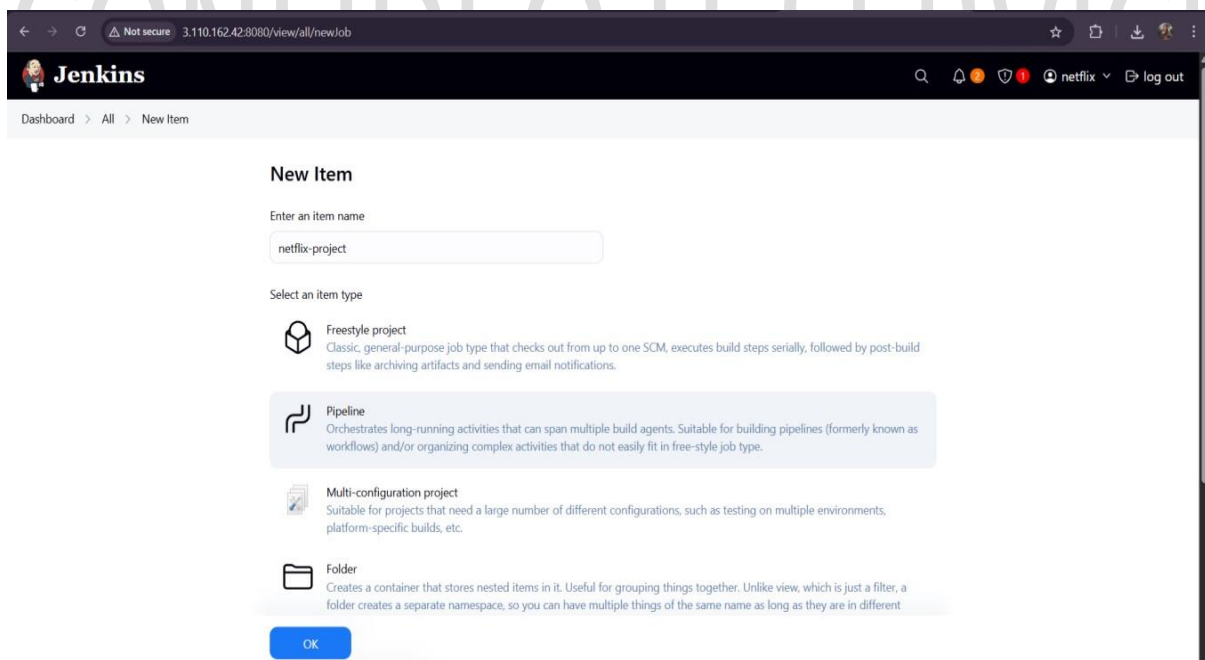 Not secure 3.110.162.42:8080/view/all/newJob
Jenkins 2 1 netflix log out
Dashboard > All > New Item
New Item
Enter an item name
netflix-project
Select an item type
Freestyle project
Classic, general-purpose job type that checks out from up to one SCM, executes build steps serially, followed by post-build
steps like archiving artifacts and sending email notifications.
Pipeline
Orchestrates long-running activities that can span multiple build agents. Suitable for building pipelines (formerly known as
workflows) and/or organizing complex activities that do not easily fit in free-style job type.
Multi-configuration project
Suitable for projects that need a large number of different configurations, such as testing on multiple environments,
platform-specific builds, etc.
Folder
Creates a container that stores nested items in it. Useful for grouping things together. Unlike view, which is just a filter, a
folder creates a separate namespace, so you can have multiple things of the same name as long as they are in different
OK